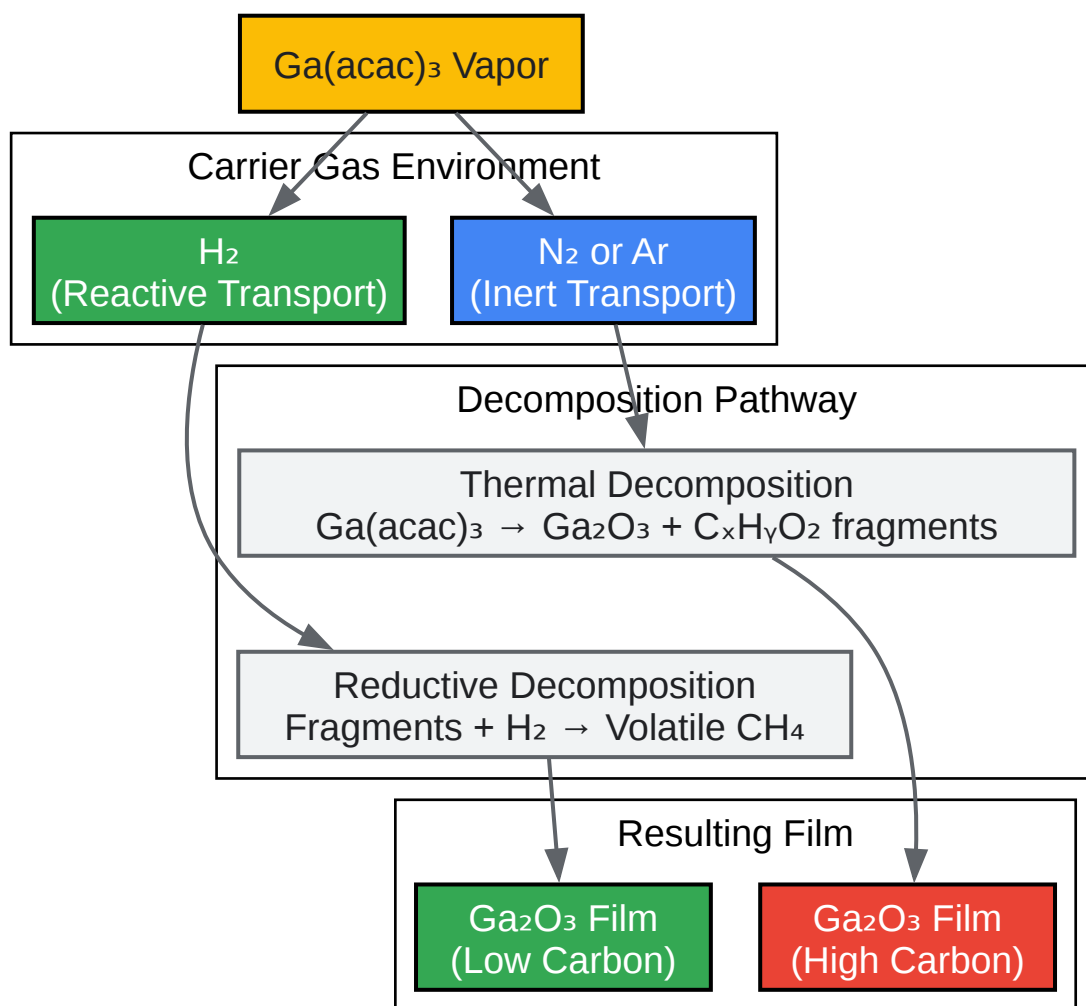 Ga(acac)₃ Vapor
Carrier Gas Environment
H₂
(Reactive Transport)
N₂ or Ar
(Inert Transport)
Decomposition Pathway
Thermal Decomposition
Ga(acac)₃ → Ga₂O₃ + CₓHᵧO₂ fragments
Reductive Decomposition
Fragments + H₂ → Volatile CH₄
Resulting Film
Ga₂O₃ Film
(Low Carbon)
Ga₂O₃ Film
(High Carbon)